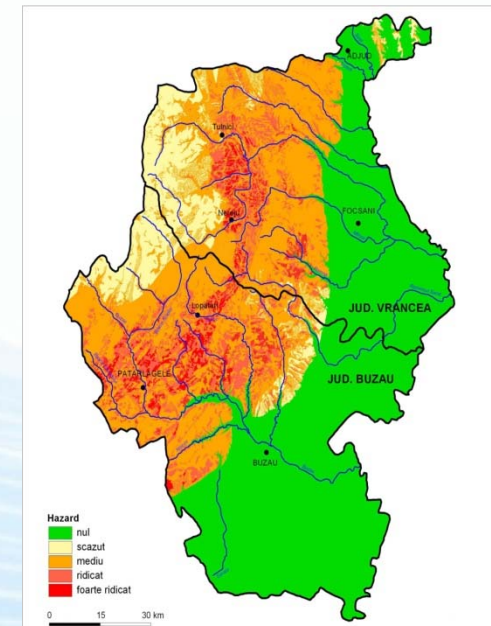 ADJUD
Tulnici
FOCSANI
JUD. VRANCEA
JUD. BUZAU
PATARLAGELE
BUZAU
Hazard
nul
scazut
mediu
ridicat
foarte ridicat
0 15 30 km